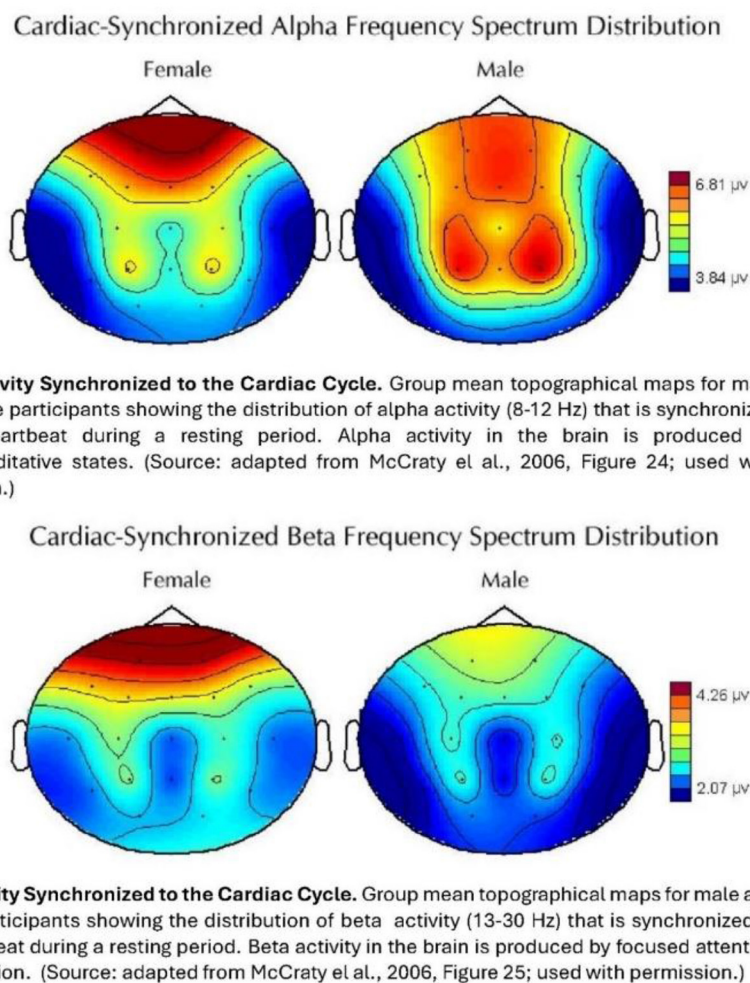 Cardiac-Synchronized Alpha Frequency Spectrum Distribution
Female Male
6.81 μv
3.84 μv
vity Synchronized to the Cardiac Cycle. Group mean topographical maps for m
e participants showing the distribution of alpha activity (8-12 Hz) that is synchroniz
artbeat during a resting period. Alpha activity in the brain is produced
ditative states. (Source: adapted from McCraty el al., 2006, Figure 24; used w
.)
Cardiac-Synchronized Beta Frequency Spectrum Distribution
Female Male
4.26 μv
2.07 μv
ity Synchronized to the Cardiac Cycle. Group mean topographical maps for male a
rticipants showing the distribution of beta activity (13-30 Hz) that is synchronized
eat during a resting period. Beta activity in the brain is produced by focused attent
ion. (Source: adapted from McCraty el al., 2006, Figure 25; used with permission.)